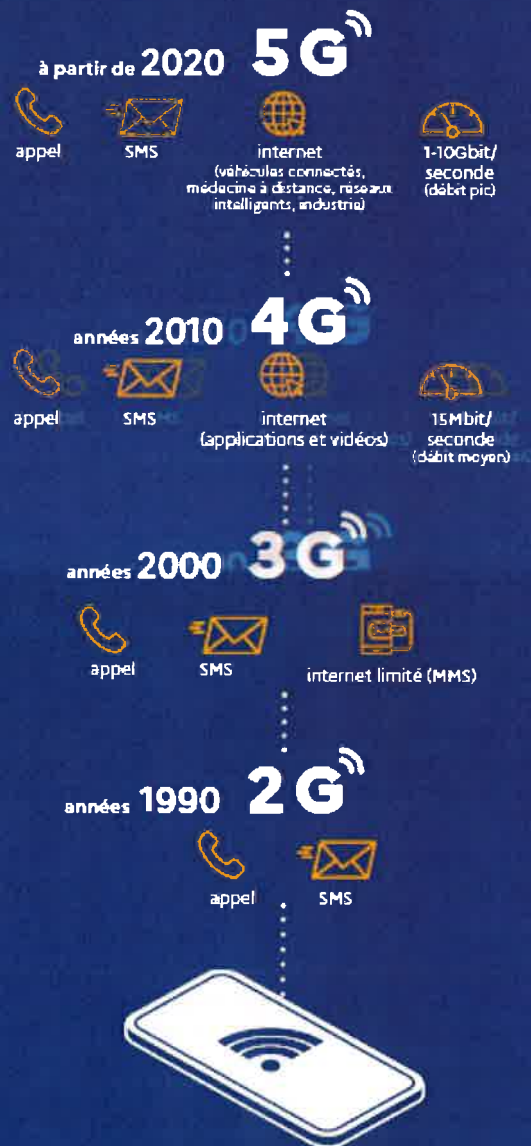 à partir de 2020 5G
appel
SMS
internet
(véhicules connectés,
médecine à distance, réseaux
intelligents, industrie)
1-10Gbit/
seconde
(débit pic)
années 2010 4G
appel
SMS
internet
(applications et vidéos)
15Mbit/
seconde
(débit moyen)
années 2000 3G
appel
SMS
internet limité (MMS)
années 1990 2G
appel
SMS